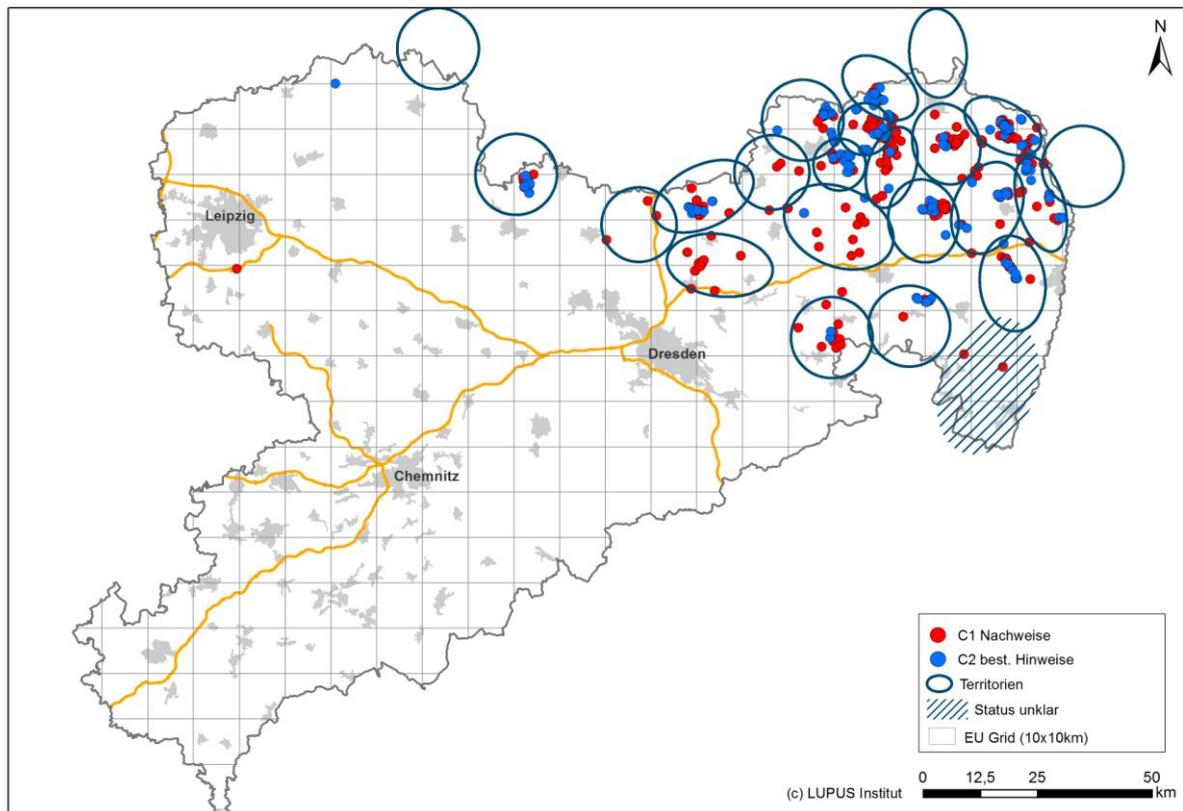 N
Leipzig
Dresden
Chemnitz
C1 Nachweise
C2 best. Hinweise
Territorien
Status unklar
EU Grid (10x10km)
(c) LUPUS Institut
0 12,5 25 50
km